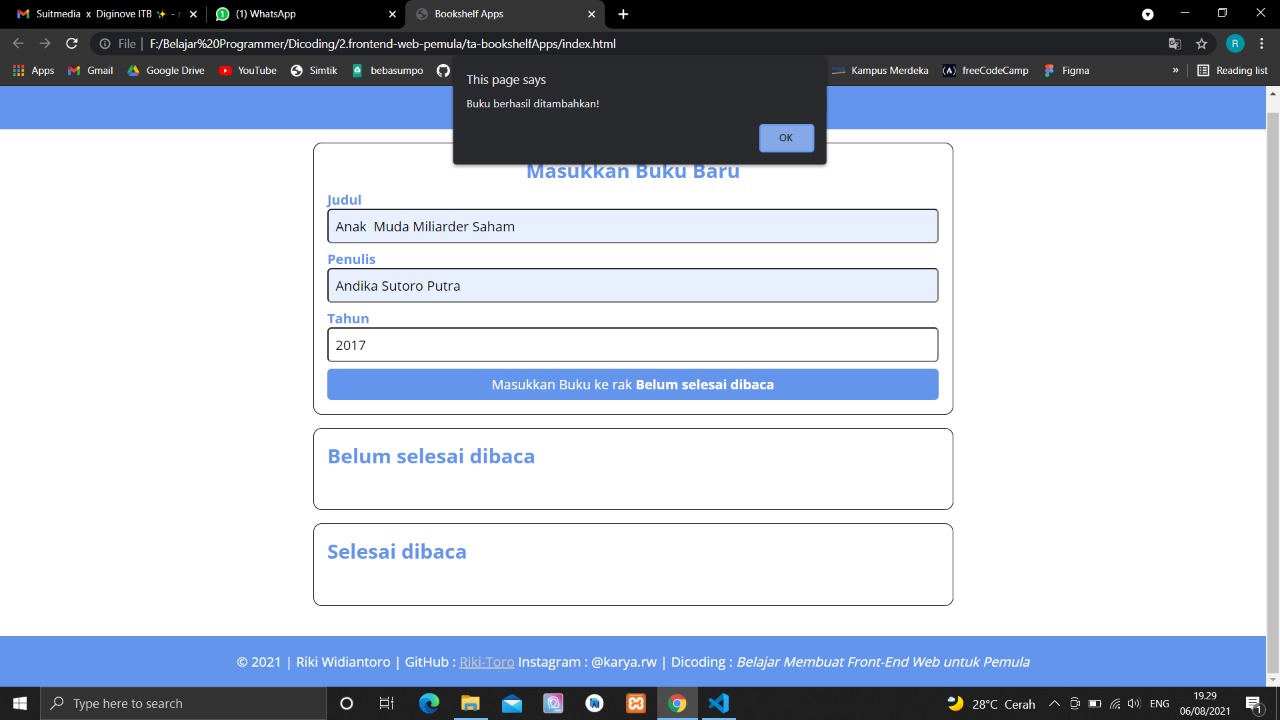 Suitmedia x Diginove ITB ✨ -
(1) WhatsApp
Bookshelf Apps
File
F:/Belajar%20Programmer/Dicoding/2.frontend-web-pemula/ta-bookshelfApps/index.html
R
Apps
Gmail
Google Drive
YouTube
Simtik
bebasumpo
Kampus Merdeka
(A) freeCodeCamp
Figma
»
Reading list
This page says
Buku berhasil ditambahkan!
OK
Masukkan Buku Baru
Judul
Anak  Muda Miliarder Saham
Penulis
Andika Sutoro Putra
Tahun
2017
Masukkan Buku ke rak Belum selesai dibaca
Belum selesai dibaca
Selesai dibaca
© 2021 | Riki Widiantoro | GitHub : Riki-Toro Instagram : @karya.rw | Dicoding : Belajar Membuat Front-End Web untuk Pemula
Type here to search
28°C Cerah
ENG
19.29
06/08/2021
1